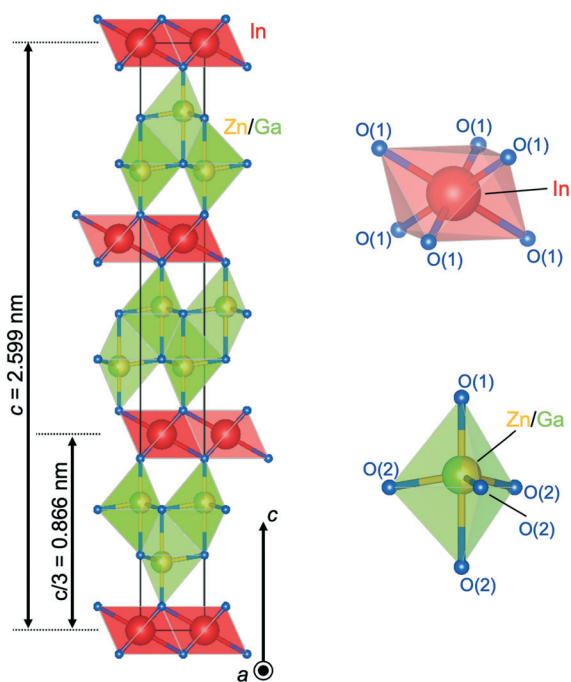 In
Zn/Ga
c = 2.599 nm
c/3 = 0.866 nm
c
a
O(1)
O(1)
O(1)
In
O(1)
O(1)
O(1)
O(1)
Zn/Ga
O(2)
O(2)
O(2)
O(2)